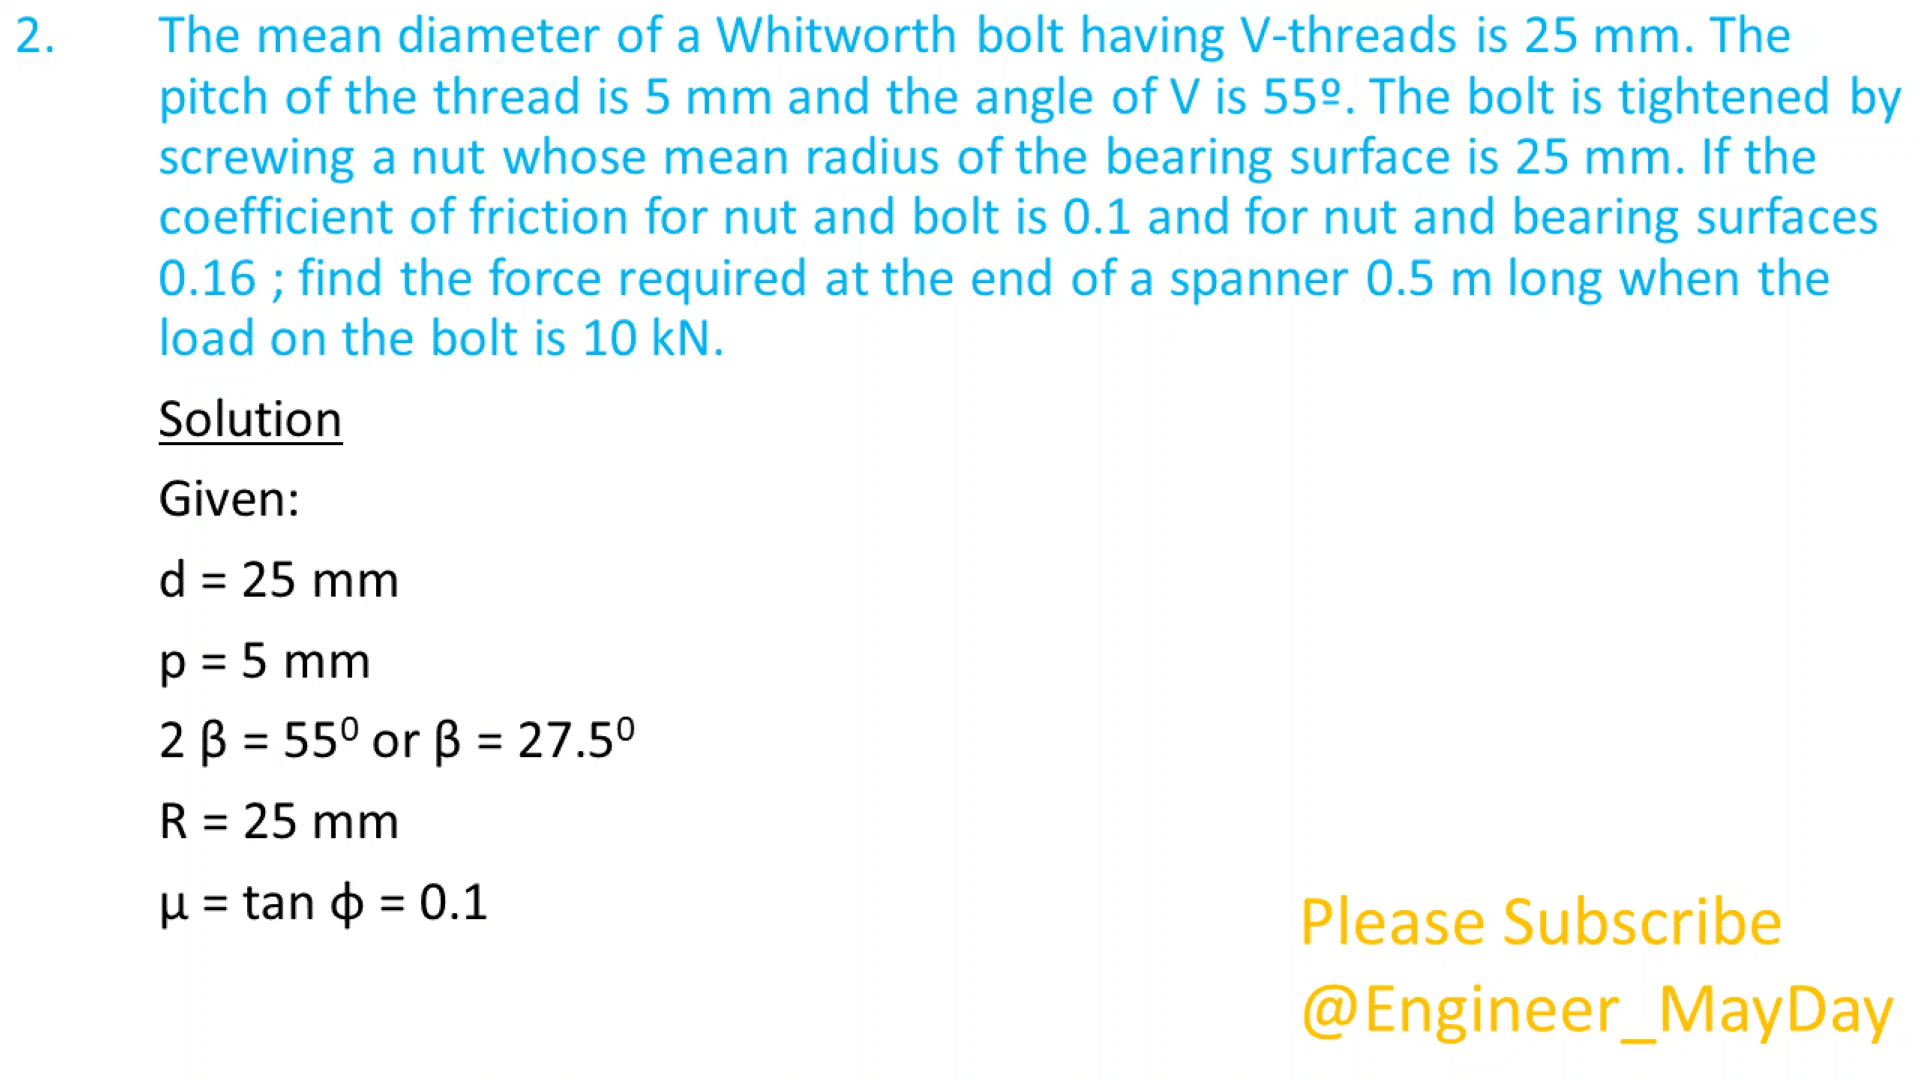 2. The mean diameter of a Whitworth bolt having V-threads is 25 mm. The
pitch of the thread is 5 mm and the angle of V is 55º. The bolt is tightened by
screwing a nut whose mean radius of the bearing surface is 25 mm. If the
coefficient of friction for nut and bolt is 0.1 and for nut and bearing surfaces
0.16 ; find the force required at the end of a spanner 0.5 m long when the
load on the bolt is 10 kN.
Solution
Given:
d = 25 mm
p = 5 mm
2 β = 55⁰ or β = 27.5⁰
R = 25 mm
μ = tan ϕ = 0.1
Please Subscribe
@Engineer_MayDay